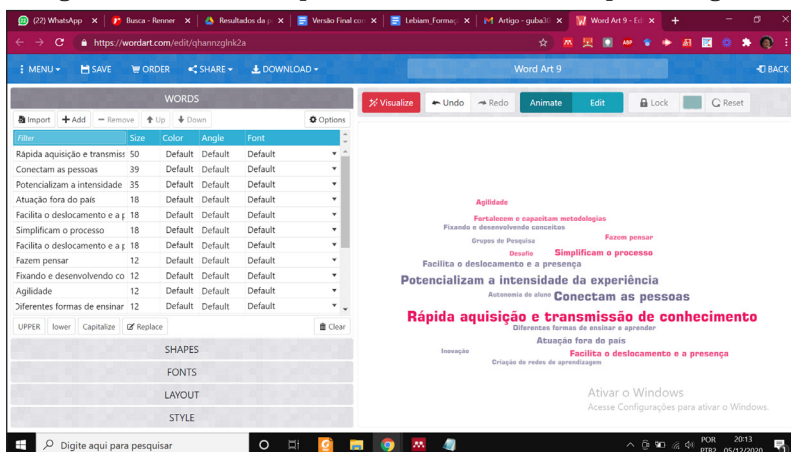 (22) WhatsApp
Busca - Renner
Resultados da p
Versão Final con
Lebiam_Formaç
Artigo - guba3
Word Art 9 - Ed
https://wordart.com/edit/qhannzglnk2a
MENU
SAVE
ORDER
SHARE
DOWNLOAD
Word Art 9
BACK
WORDS
Import
Add
Remove
Up
Down
Options
Filter Size Color Angle Font
Rápida aquisição e transmiss 50 Default Default Default
Conectam as pessoas 39 Default Default Default
Potencializam a intensidade 35 Default Default Default
Atuação fora do país 18 Default Default Default
Facilita o deslocamento e a p 18 Default Default Default
Simplificam o processo 18 Default Default Default
Facilita o deslocamento e a p 18 Default Default Default
Fazem pensar 12 Default Default Default
Fixando e desenvolvendo co 12 Default Default Default
Agilidade 12 Default Default Default
Diferentes formas de ensinar 12 Default Default Default
UPPER
lower
Capitalize
Replace
Clear
SHAPES
FONTS
LAYOUT
STYLE
Visualize
Undo
Redo
Animate
Edit
Lock
Reset
Agilidade
Fortalecem e capacitam metodologias
Fixando e desenvolvendo conceitos
Grupos de Pesquisa
Fazem pensar
Desafio
Simplificam o processo
Facilita o deslocamento e a presença
Potencializam a intensidade da experiência
Autonomia do aluno
Conectam as pessoas
Rápida aquisição e transmissão de conhecimento
Diferentes formas de ensinar e aprender
Atuação fora do país
Inovação
Facilita o deslocamento e a presença
Criação de redes de aprendizagem
Ativar o Windows
Acesse Configurações para ativar o Windows.
Digite aqui para pesquisar
POR
PTB2
20:13
05/12/2020